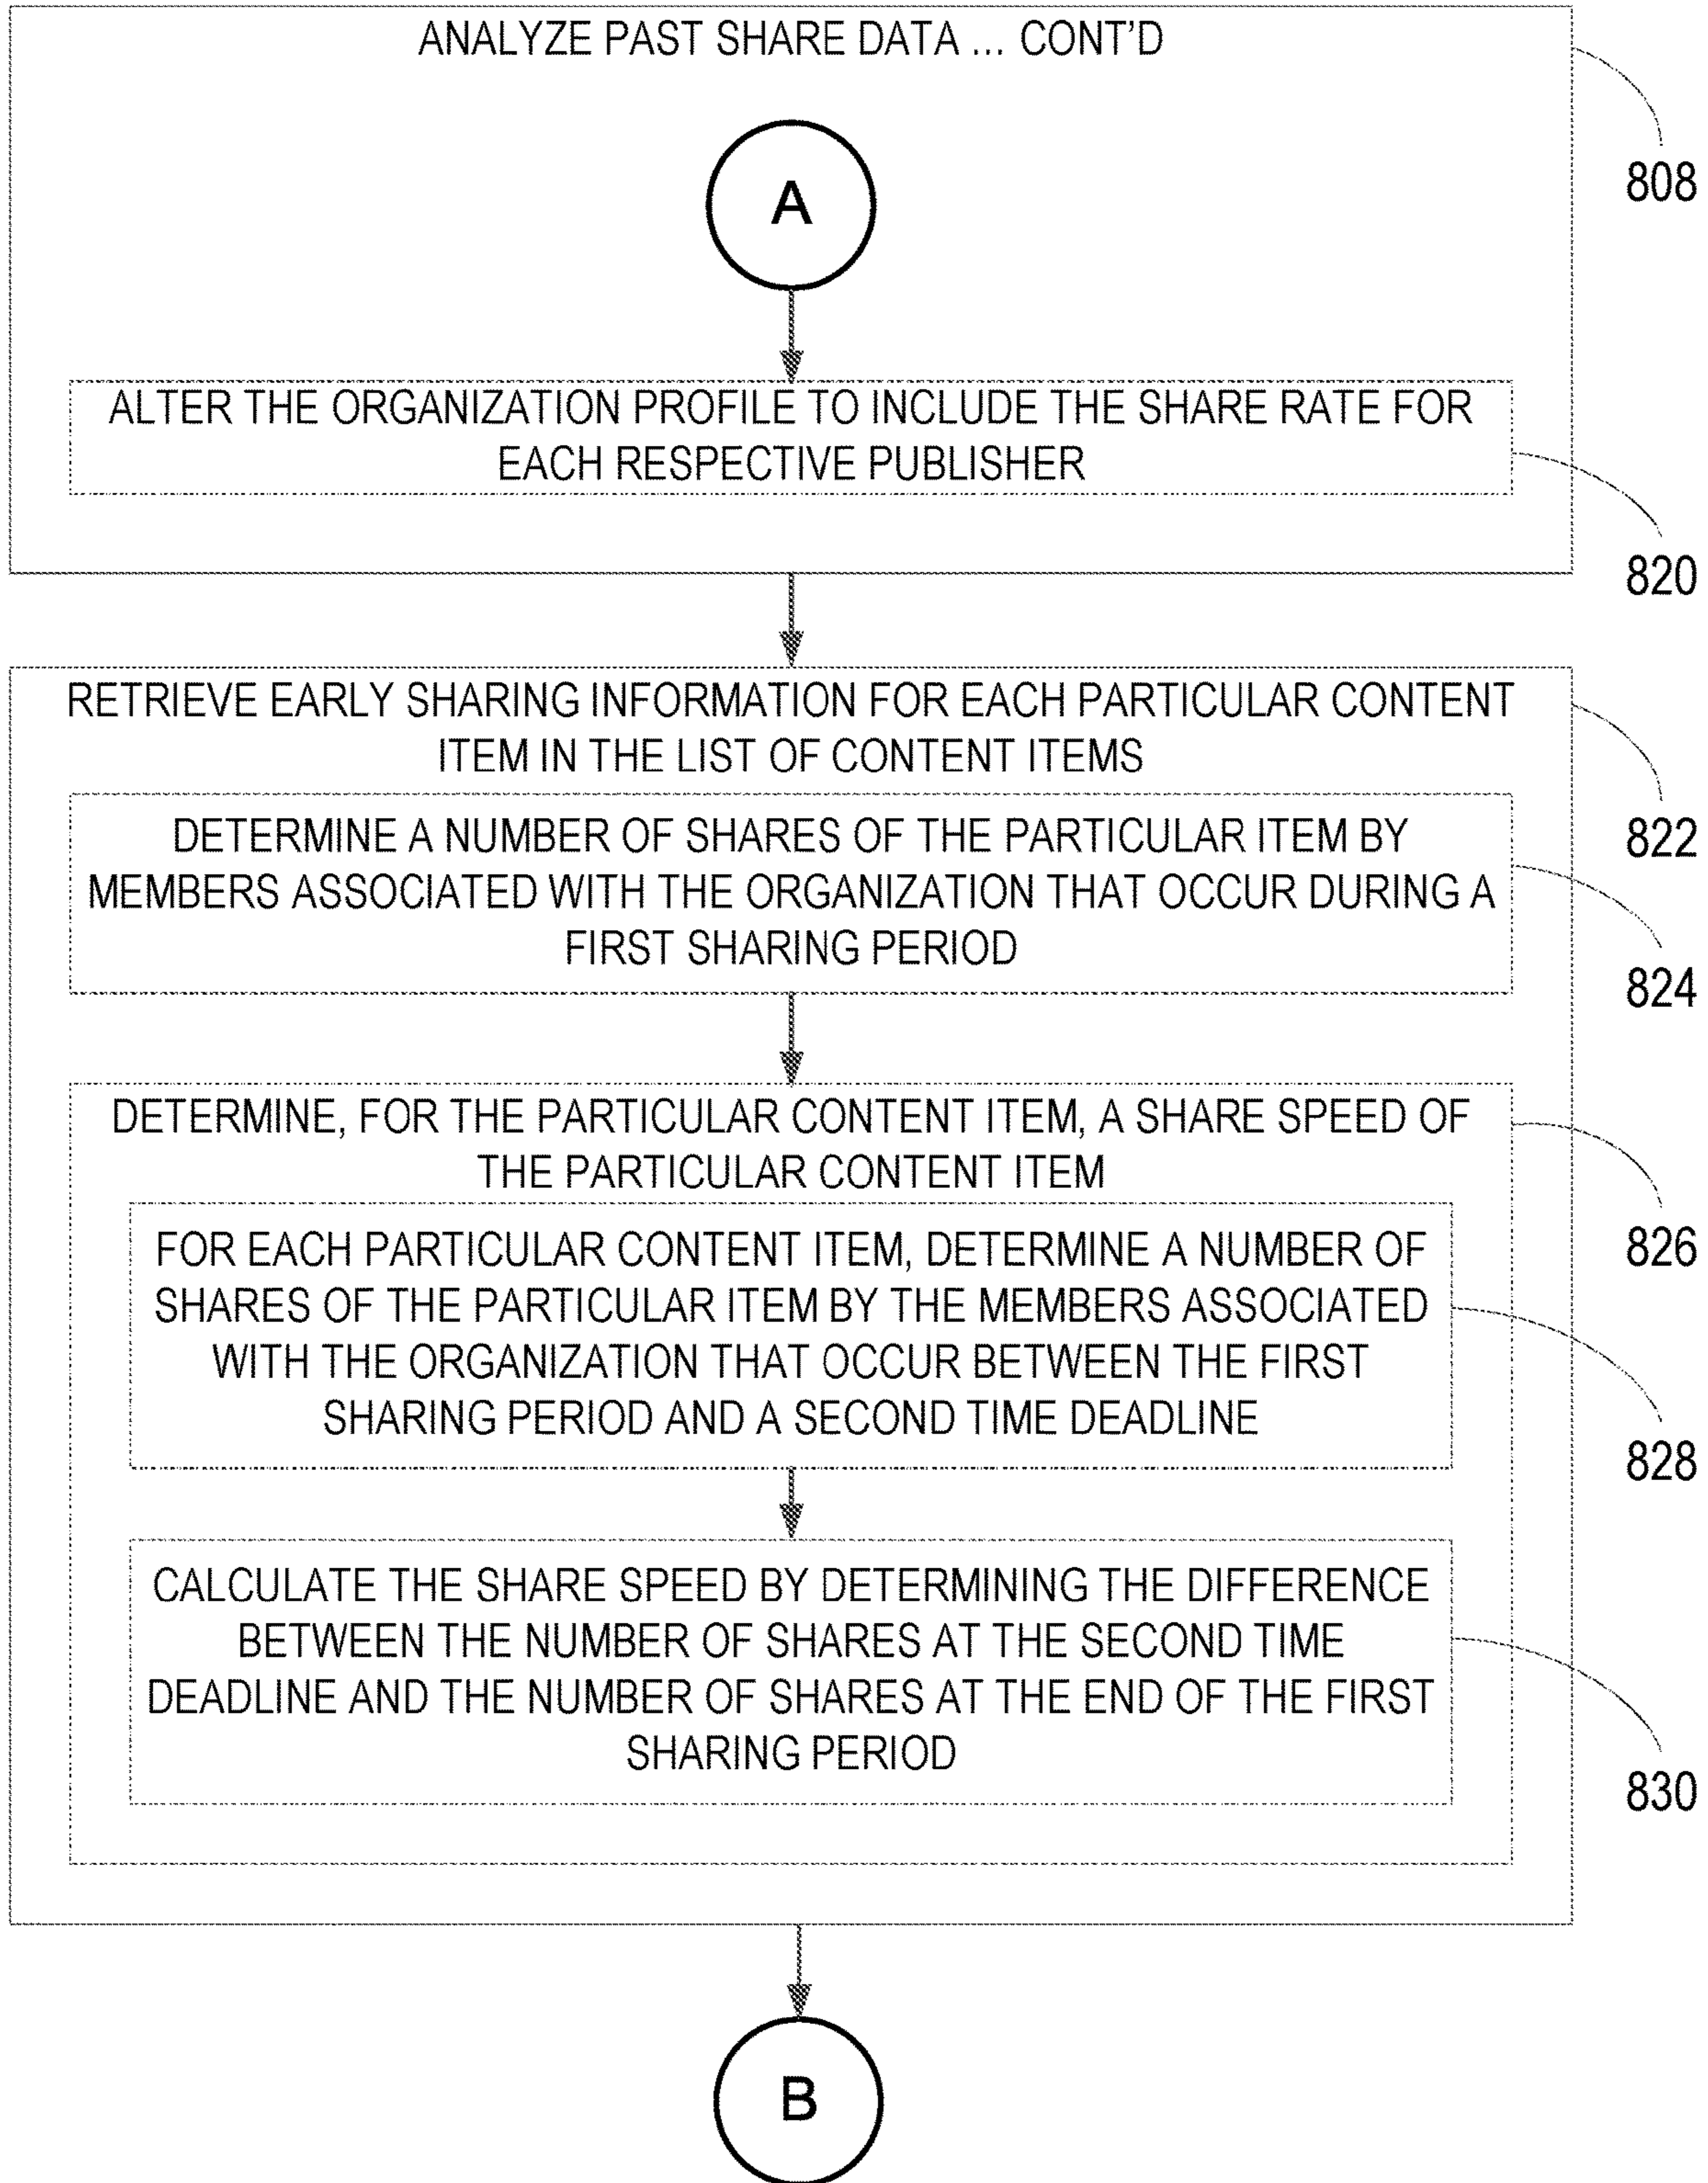 ANALYZE PAST SHARE DATA ... CONT'D
A
808
ALTER THE ORGANIZATION PROFILE TO INCLUDE THE SHARE RATE FOR
EACH RESPECTIVE PUBLISHER
820
RETRIEVE EARLY SHARING INFORMATION FOR EACH PARTICULAR CONTENT
ITEM IN THE LIST OF CONTENT ITEMS
822
DETERMINE A NUMBER OF SHARES OF THE PARTICULAR ITEM BY
MEMBERS ASSOCIATED WITH THE ORGANIZATION THAT OCCUR DURING A
FIRST SHARING PERIOD
824
DETERMINE, FOR THE PARTICULAR CONTENT ITEM, A SHARE SPEED OF
THE PARTICULAR CONTENT ITEM
826
FOR EACH PARTICULAR CONTENT ITEM, DETERMINE A NUMBER OF
SHARES OF THE PARTICULAR ITEM BY THE MEMBERS ASSOCIATED
WITH THE ORGANIZATION THAT OCCUR BETWEEN THE FIRST
SHARING PERIOD AND A SECOND TIME DEADLINE
828
CALCULATE THE SHARE SPEED BY DETERMINING THE DIFFERENCE
BETWEEN THE NUMBER OF SHARES AT THE SECOND TIME
DEADLINE AND THE NUMBER OF SHARES AT THE END OF THE FIRST
SHARING PERIOD
830
B